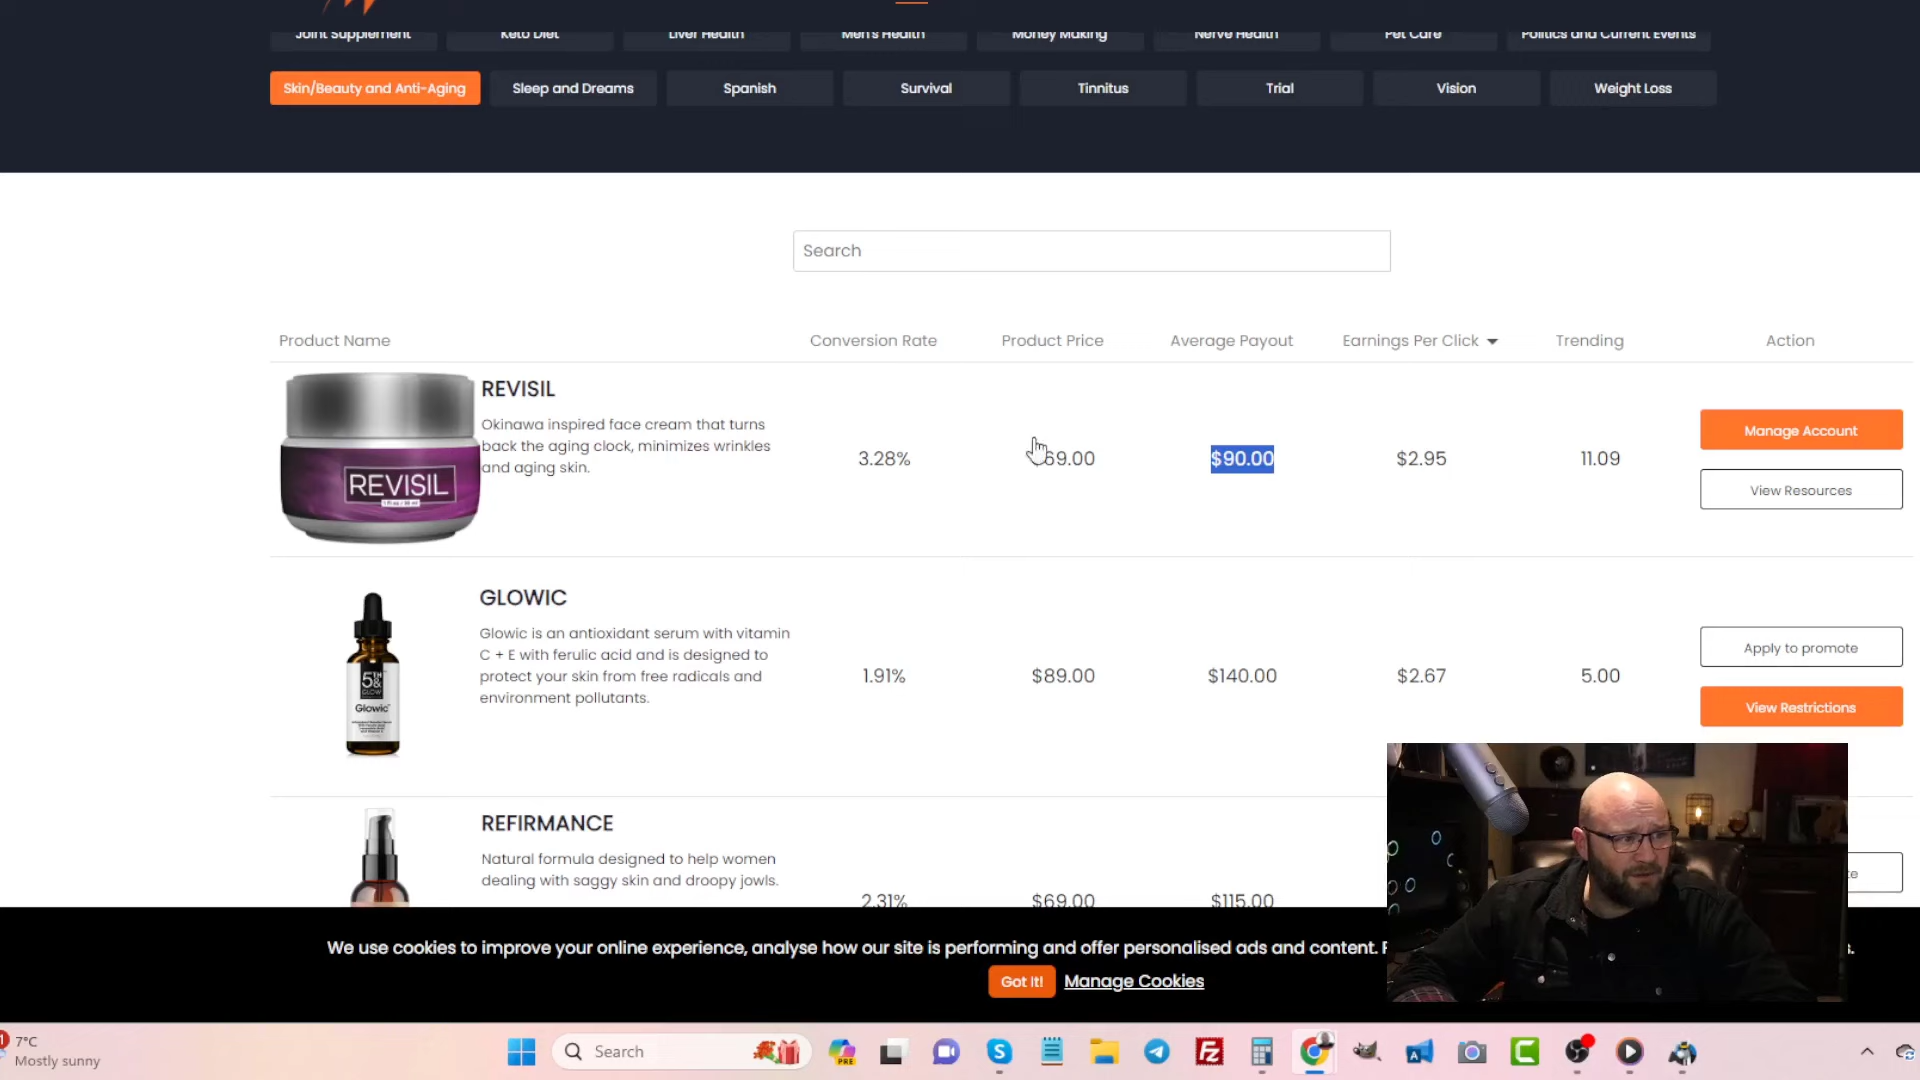 Joint Supplement Keto Diet Liver Health Men's Health Money Making Nerve Health Pet Care Politics and Current Events
Skin/Beauty and Anti-Aging Sleep and Dreams Spanish Survival Tinnitus Trial Vision Weight Loss
Search
Product Name Conversion Rate Product Price Average Payout Earnings Per Click Trending Action
REVISIL
Okinawa inspired face cream that turns
back the aging clock, minimizes wrinkles
and aging skin.
REVISIL
3.28% 69.00 $90.00 $2.95 11.09
Manage Account
View Resources
GLOWIC
Glowic is an antioxidant serum with vitamin
C + E with ferulic acid and is designed to
protect your skin from free radicals and
environment pollutants.
5TH &
GLOW
Glowic
1.91% $89.00 $140.00 $2.67 5.00
Apply to promote
View Restrictions
REFIRMANCE
Natural formula designed to help women
dealing with saggy skin and droopy jowls.
2.31% $69.00 $115.00
We use cookies to improve your online experience, analyse how our site is performing and offer personalised ads and content.
Got It! Manage Cookies
7°C
Mostly sunny
Search
PRE